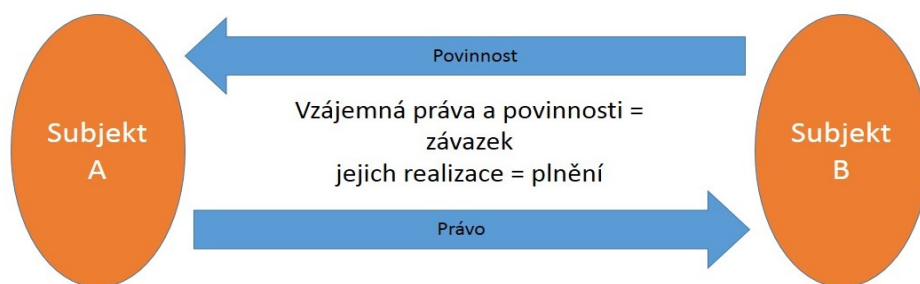 Povinnost
Subjekt
A
Vzájemná práva a povinnosti =
závazek
jejich realizace = plnění
Subjekt
B
Právo